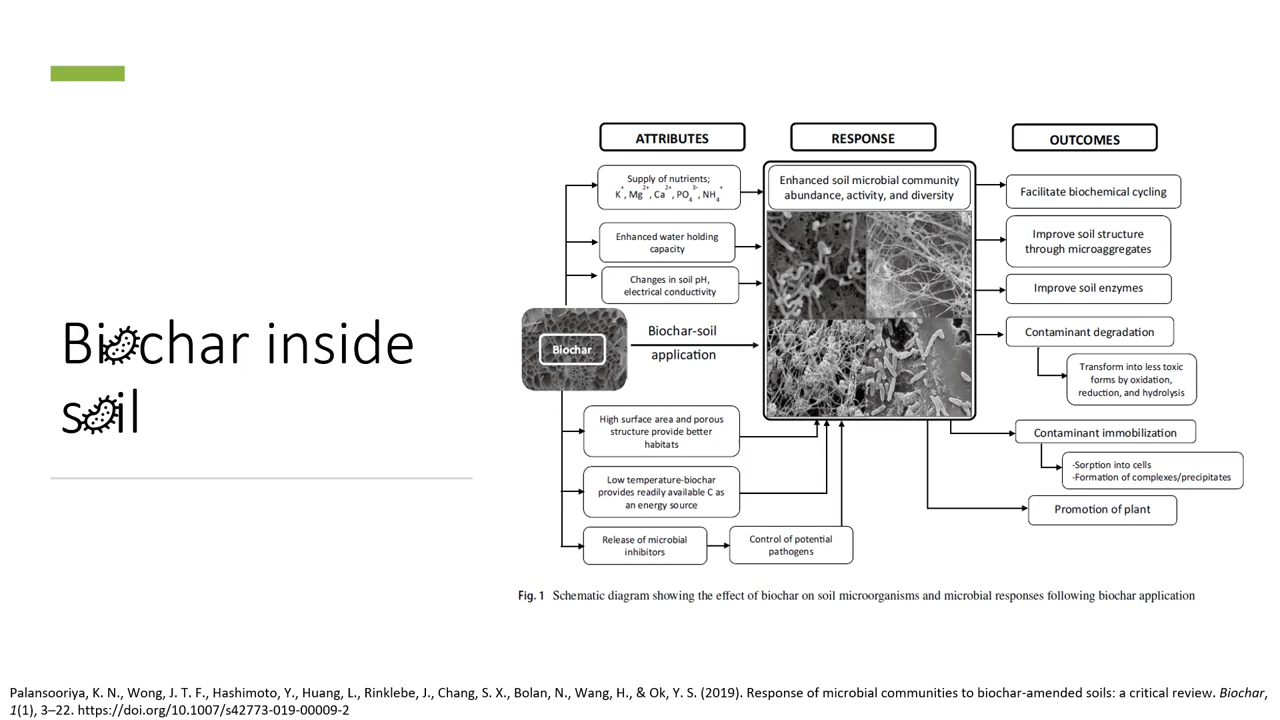 Biochar inside
soil
ATTRIBUTES
RESPONSE
OUTCOMES
Supply of nutrients;
K⁺, Mg²⁺, Ca²⁺, PO₄³⁻, NH₄⁺
Enhanced water holding
capacity
Changes in soil pH,
electrical conductivity
Biochar
Biochar-soil
application
High surface area and porous
structure provide better
habitats
Low temperature-biochar
provides readily available C as
an energy source
Release of microbial
inhibitors
Control of potential
pathogens
Enhanced soil microbial community
abundance, activity, and diversity
Facilitate biochemical cycling
Improve soil structure
through microaggregates
Improve soil enzymes
Contaminant degradation
Transform into less toxic
forms by oxidation,
reduction, and hydrolysis
Contaminant immobilization
-Sorption into cells
-Formation of complexes/precipitates
Promotion of plant
Fig. 1 Schematic diagram showing the effect of biochar on soil microorganisms and microbial responses following biochar application
Palansooriya, K. N., Wong, J. T. F., Hashimoto, Y., Huang, L., Rinklebe, J., Chang, S. X., Bolan, N., Wang, H., & Ok, Y. S. (2019). Response of microbial communities to biochar-amended soils: a critical review. Biochar,
1(1), 3–22. https://doi.org/10.1007/s42773-019-00009-2